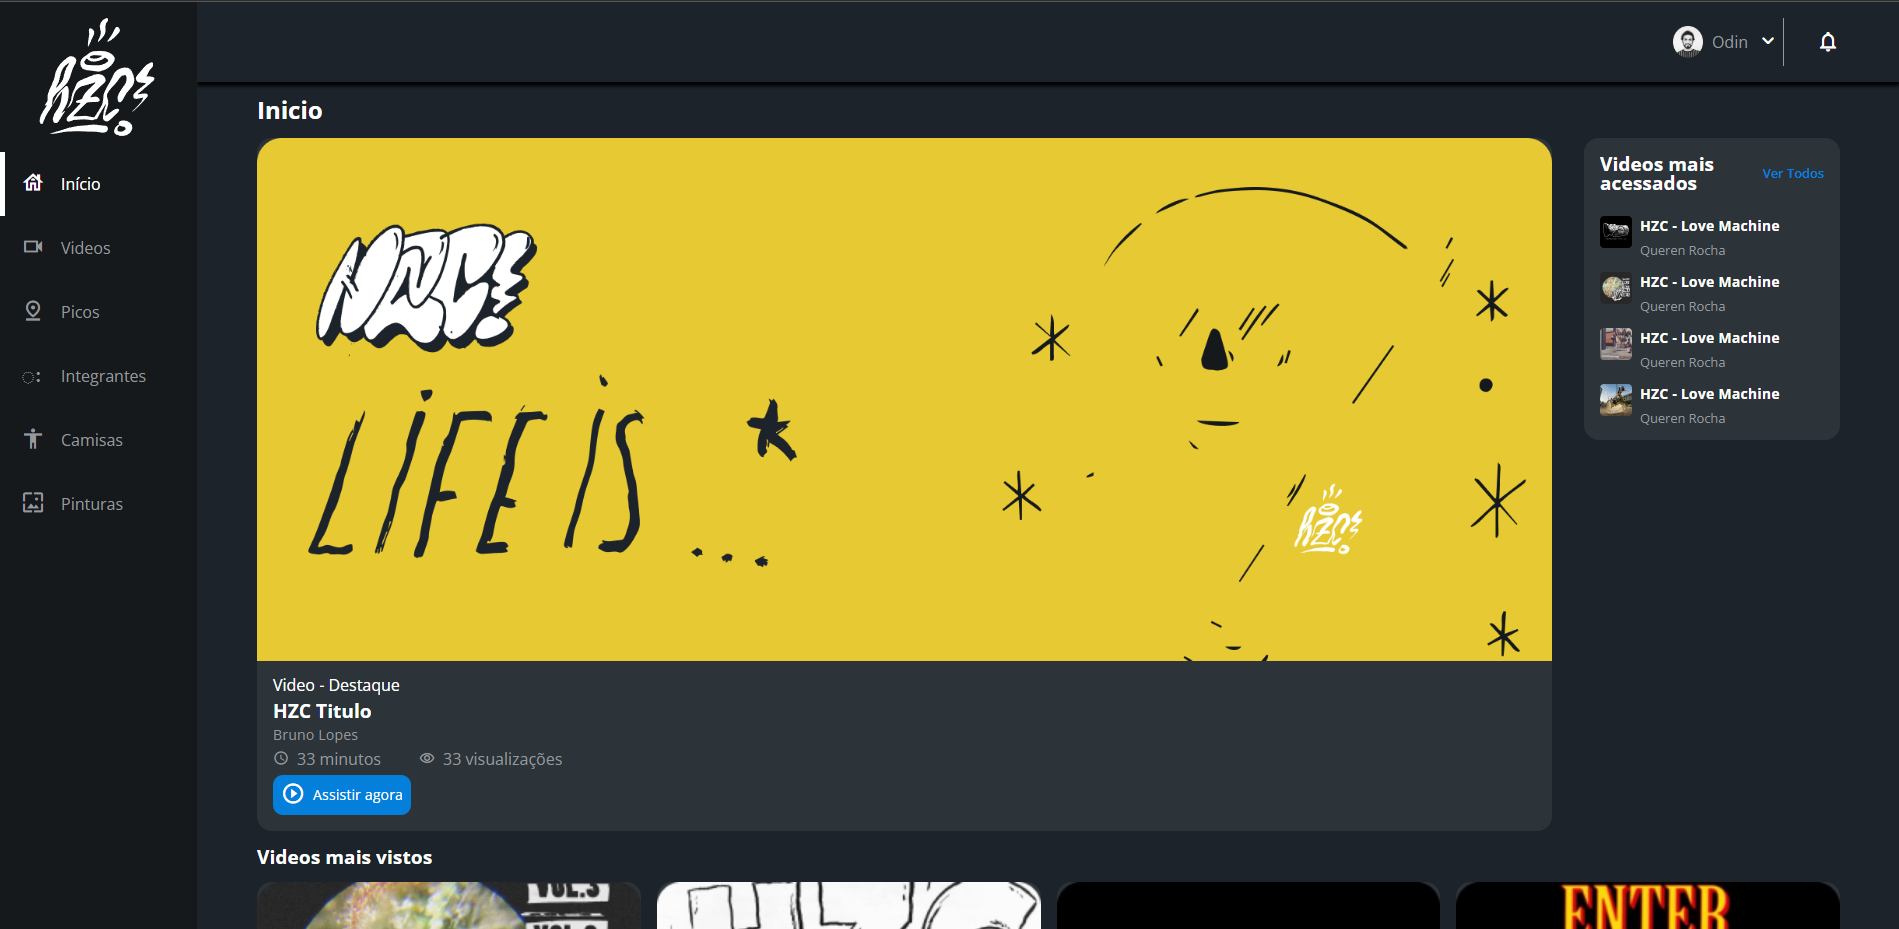 HZC!
Odin
Inicio
Início
Videos
Picos
Integrantes
Camisas
Pinturas
HZC!
LIFE IS ...
HZC!
Videos mais
acessados
Ver Todos
HZC - Love Machine
Queren Rocha
HZC - Love Machine
Queren Rocha
HZC - Love Machine
Queren Rocha
HZC - Love Machine
Queren Rocha
Video - Destaque
HZC Titulo
Bruno Lopes
33 minutos
33 visualizações
Assistir agora
Videos mais vistos
VOL.3
ENTER